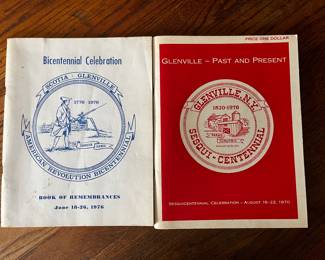 Bicentennial Celebration
SCOTIA - GLENVILLE
1776 - 1976
AMERICAN REVOLUTION BICENTENNIAL
BOOK OF REMEMBRANCES
June 18-26, 1976
PRICE ONE DOLLAR
GLENVILLE – PAST AND PRESENT
GLENVILLE, N.Y.
1820-1970
SESQUI-CENTENNIAL
SESQUICENTENNIAL CELEBRATION – AUGUST 16-22, 1970